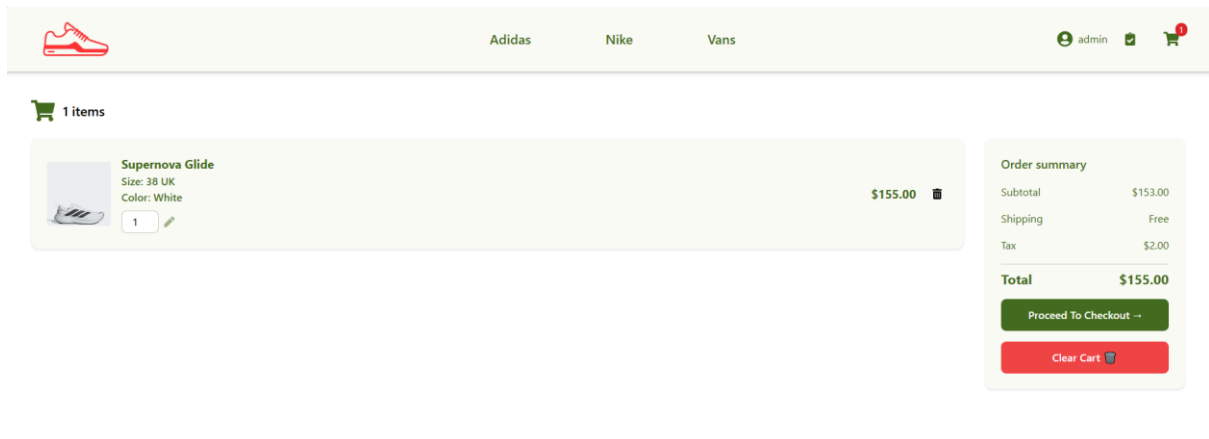 Adidas Nike Vans admin 1
1 items
Supernova Glide
Size: 38 UK
Color: White
1
$155.00
Order summary
Subtotal $153.00
Shipping Free
Tax $2.00
Total $155.00
Proceed To Checkout →
Clear Cart